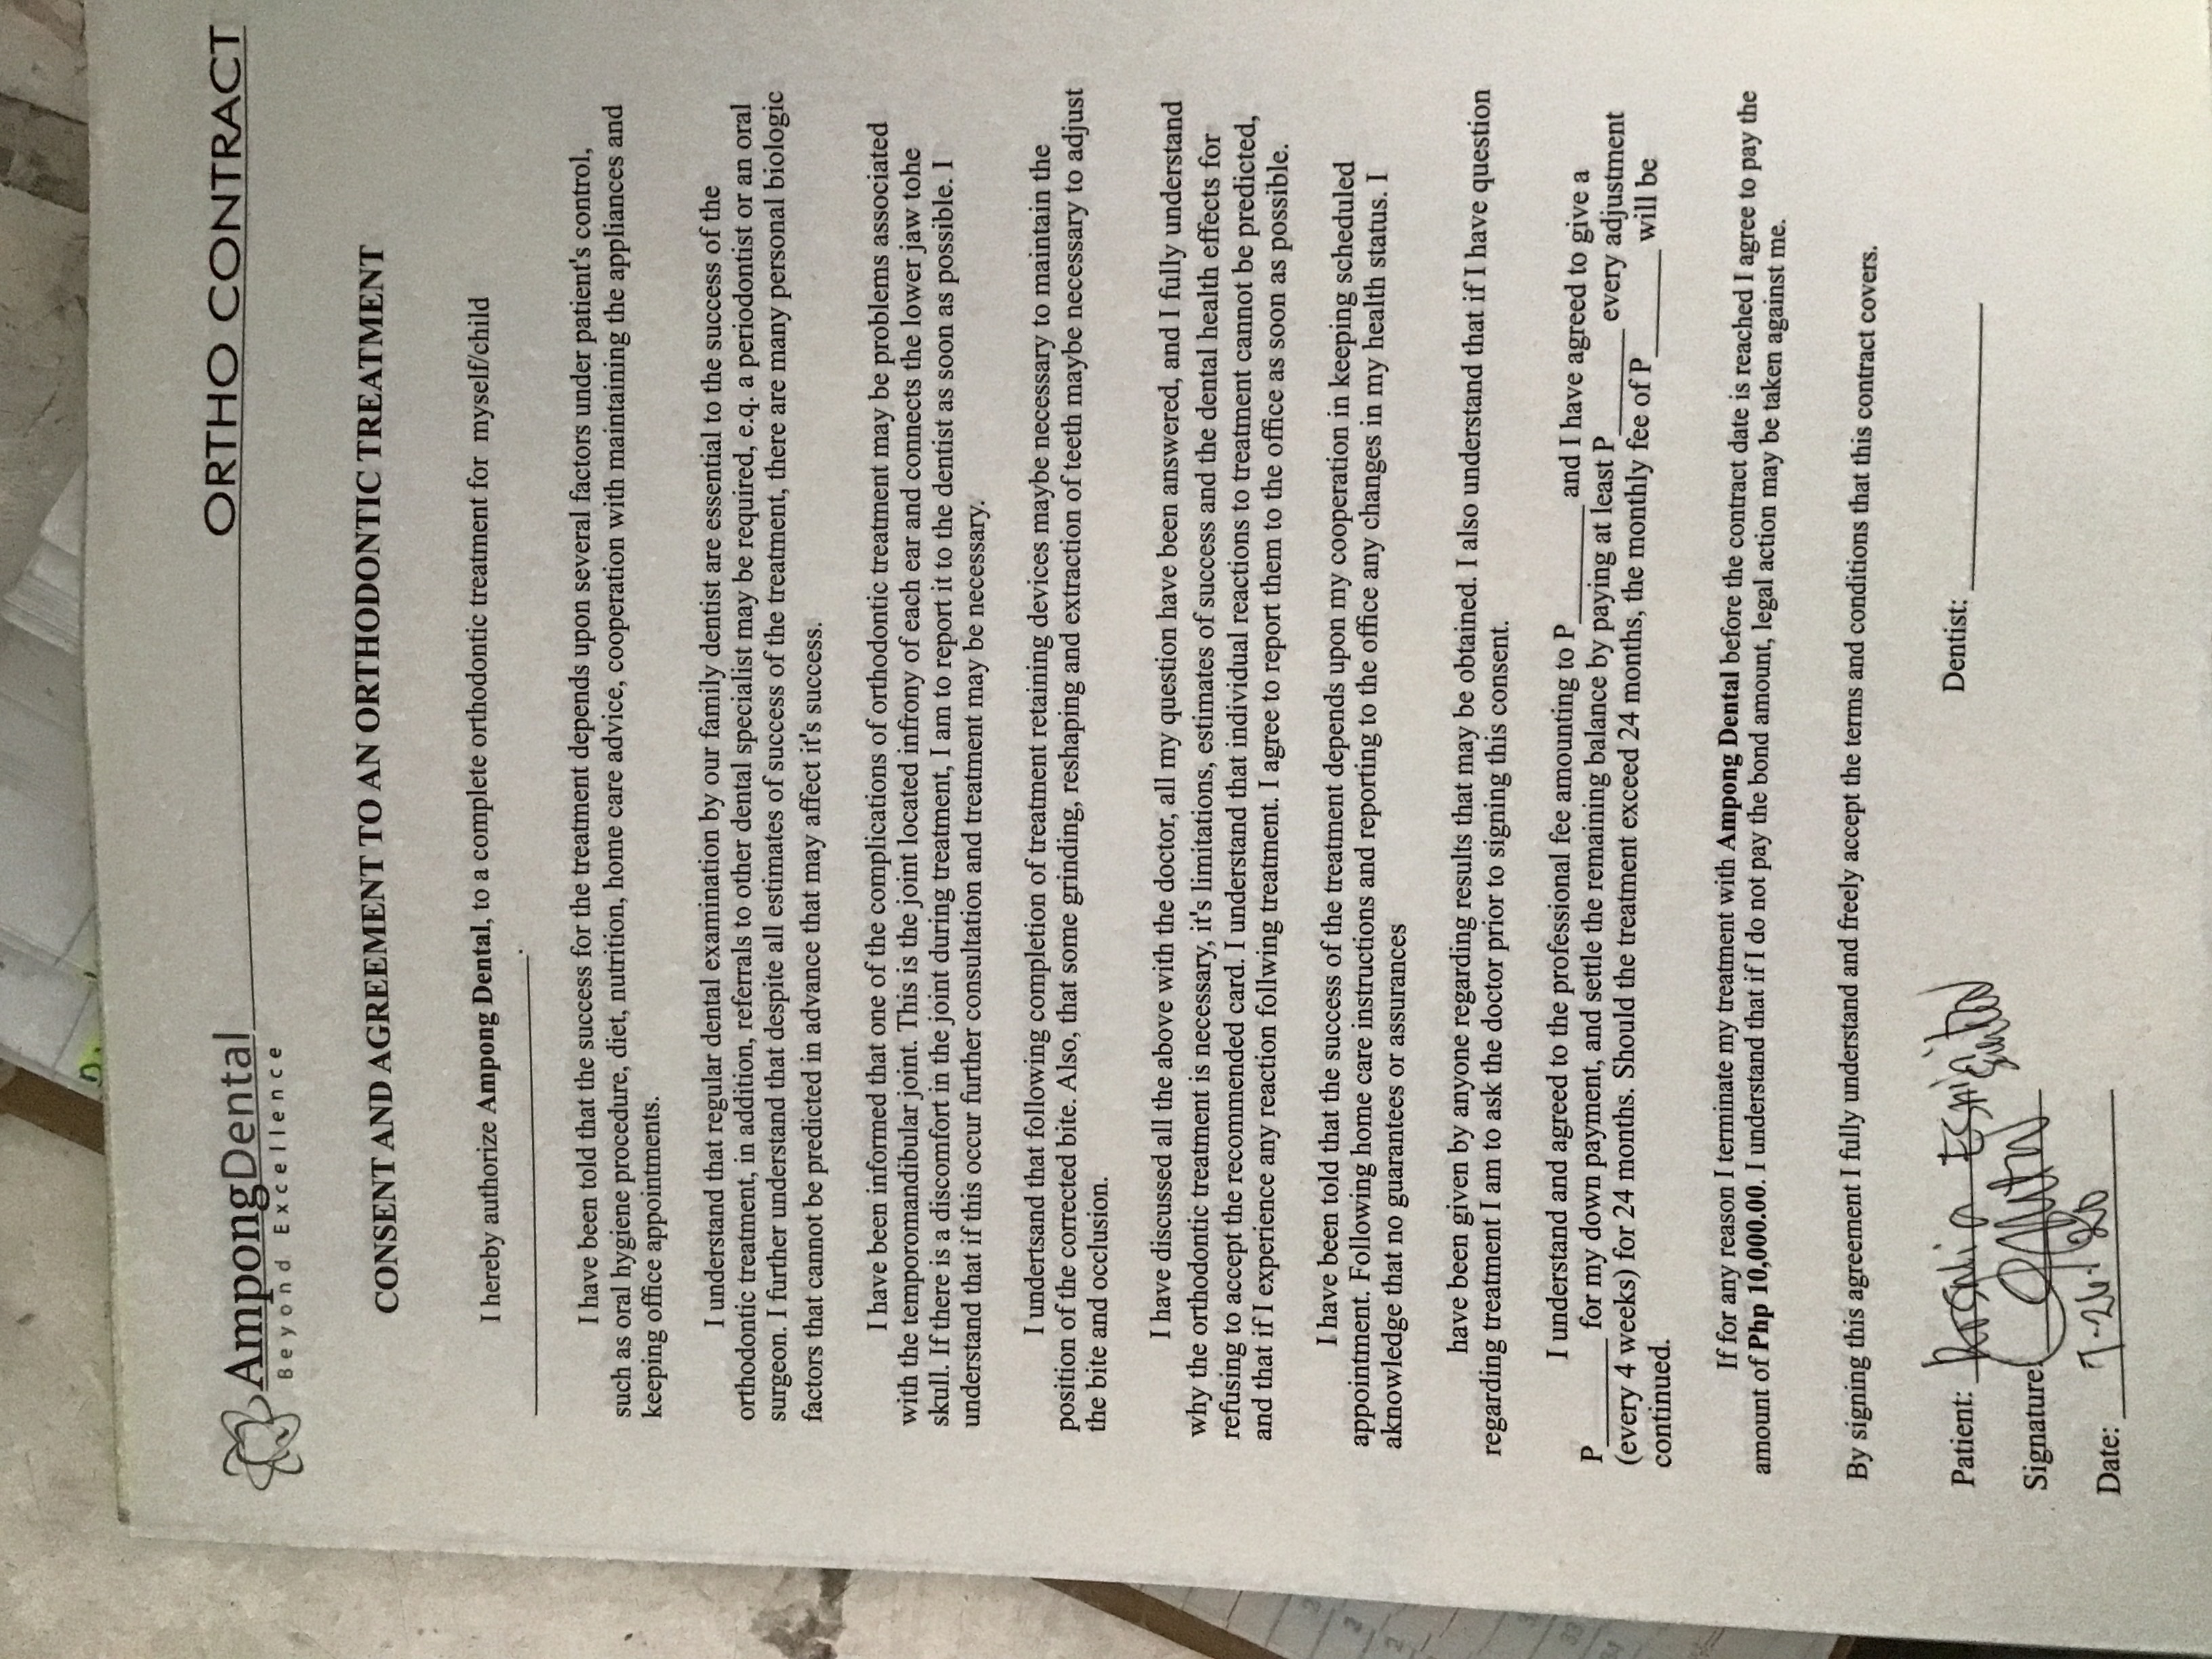 AmpongDental ORTHO CONTRACT
Beyond Excellence
CONSENT AND AGREEMENT TO AN ORTHODONTIC TREATMENT
I hereby authorize Ampong Dental, to a complete orthodontic treatment for myself/child
____________________________.
I have been told that the success for the treatment depends upon several factors under patient's control,
such as oral hygiene procedure, diet, nutrition, home care advice, cooperation with maintaining the appliances and
keeping office appointments.
I understand that regular dental examination by our family dentist are essential to the success of the
orthodontic treatment, in addition, referrals to other dental specialist may be required, e.q. a periodontist or an oral
surgeon. I further understand that despite all estimates of success of the treatment, there are many personal biologic
factors that cannot be predicted in advance that may affect it's success.
I have been informed that one of the complications of orthodontic treatment may be problems associated
with the temporomandibular joint. This is the joint located infrony of each ear and connects the lower jaw tohe
skull. If there is a discomfort in the joint during treatment, I am to report it to the dentist as soon as possible. I
understand that if this occur further consultation and treatment may be necessary.
I undertsand that following completion of treatment retaining devices maybe necessary to maintain the
position of the corrected bite. Also, that some grinding, reshaping and extraction of teeth maybe necessary to adjust
the bite and occlusion.
I have discussed all the above with the doctor, all my question have been answered, and I fully understand
why the orthodontic treatment is necessary, it's limitations, estimates of success and the dental health effects for
refusing to accept the recommended card. I understand that individual reactions to treatment cannot be predicted,
and that if I experience any reaction follwing treatment. I agree to report them to the office as soon as possible.
I have been told that the success of the treatment depends upon my cooperation in keeping scheduled
appointment. Following home care instructions and reporting to the office any changes in my health status. I
aknowledge that no guarantees or assurances
have been given by anyone regarding results that may be obtained. I also understand that if I have question
regarding treatment I am to ask the doctor prior to signing this consent.
I understand and agreed to the professional fee amounting to P_______ and I have agreed to give a
P_______ for my down payment, and settle the remaining balance by paying at least P_______ every adjustment
(every 4 weeks) for 24 months. Should the treatment exceed 24 months, the monthly fee of P_______ will be
continued.
If for any reason I terminate my treatment with Ampong Dental before the contract date is reached I agree to pay the
amount of Php 10,000.00. I understand that if I do not pay the bond amount, legal action may be taken against me.
By signing this agreement I fully understand and freely accept the terms and conditions that this contract covers.
Patient: Dentist: ____________________
Signature:
Date: